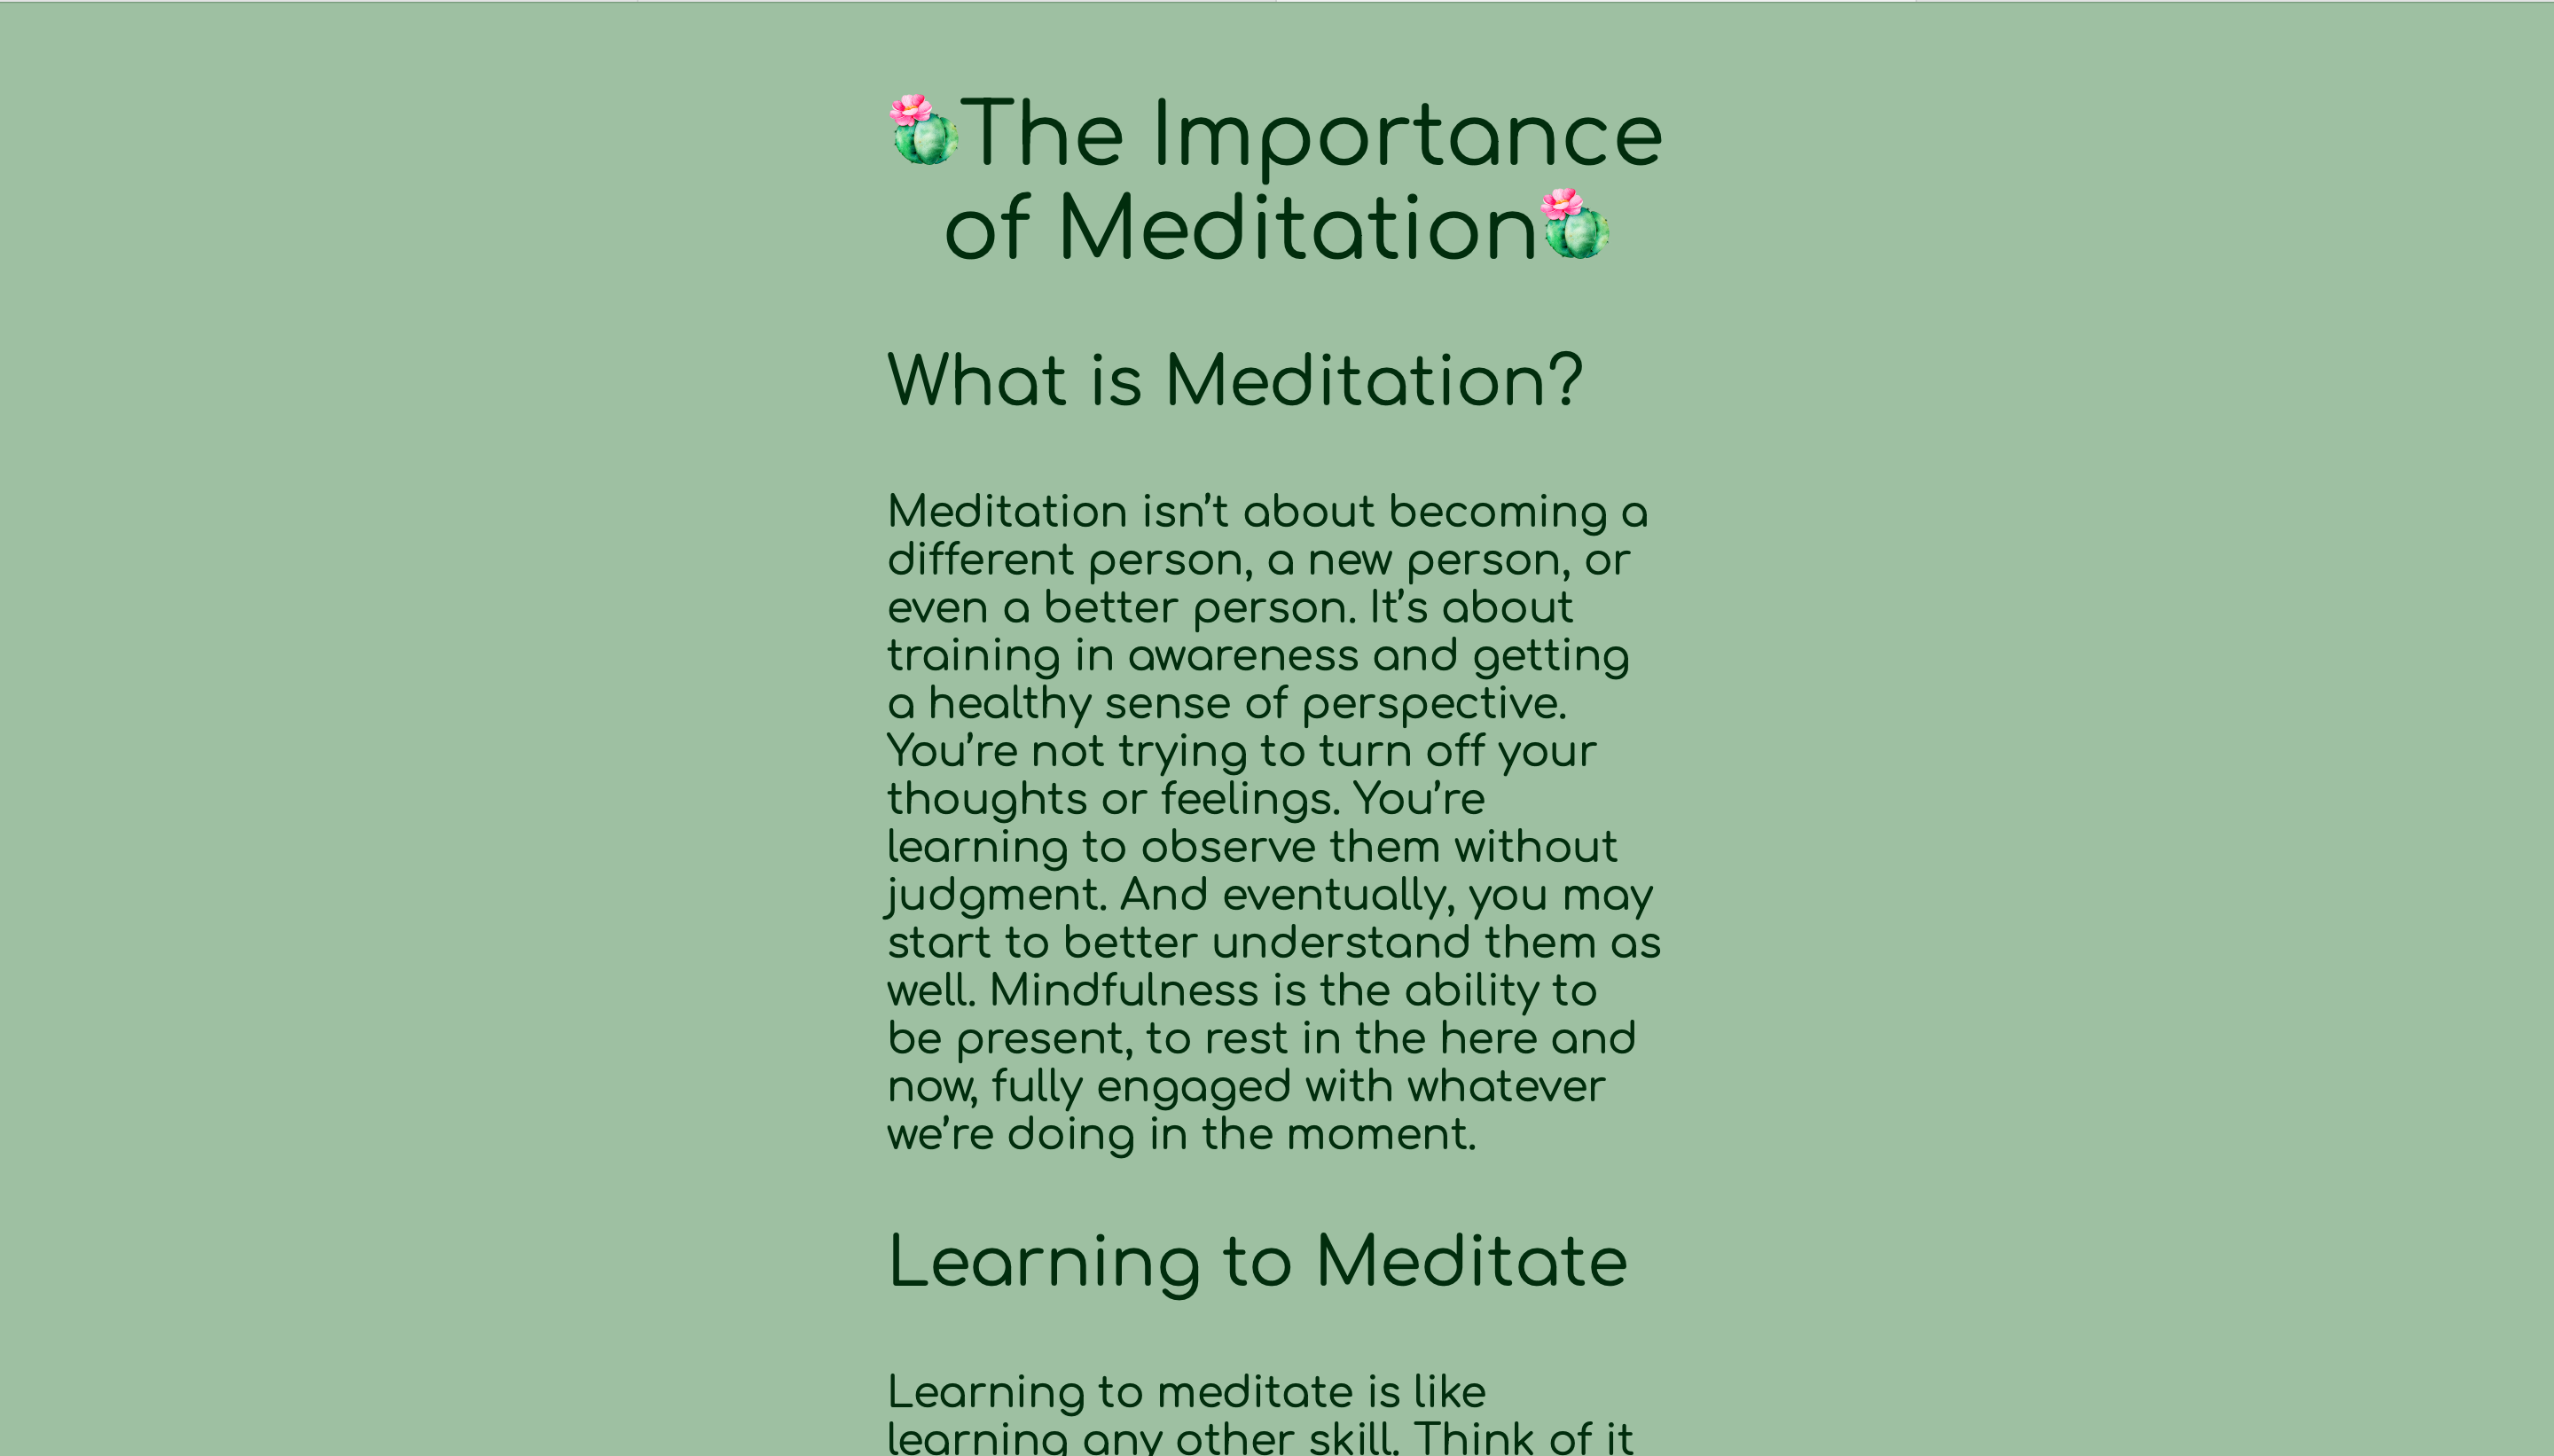 The Importance
of Meditation
What is Meditation?
Meditation isn’t about becoming a
different person, a new person, or
even a better person. It’s about
training in awareness and getting
a healthy sense of perspective.
You’re not trying to turn off your
thoughts or feelings. You’re
learning to observe them without
judgment. And eventually, you may
start to better understand them as
well. Mindfulness is the ability to
be present, to rest in the here and
now, fully engaged with whatever
we’re doing in the moment.
Learning to Meditate
Learning to meditate is like
learning any other skill. Think of it